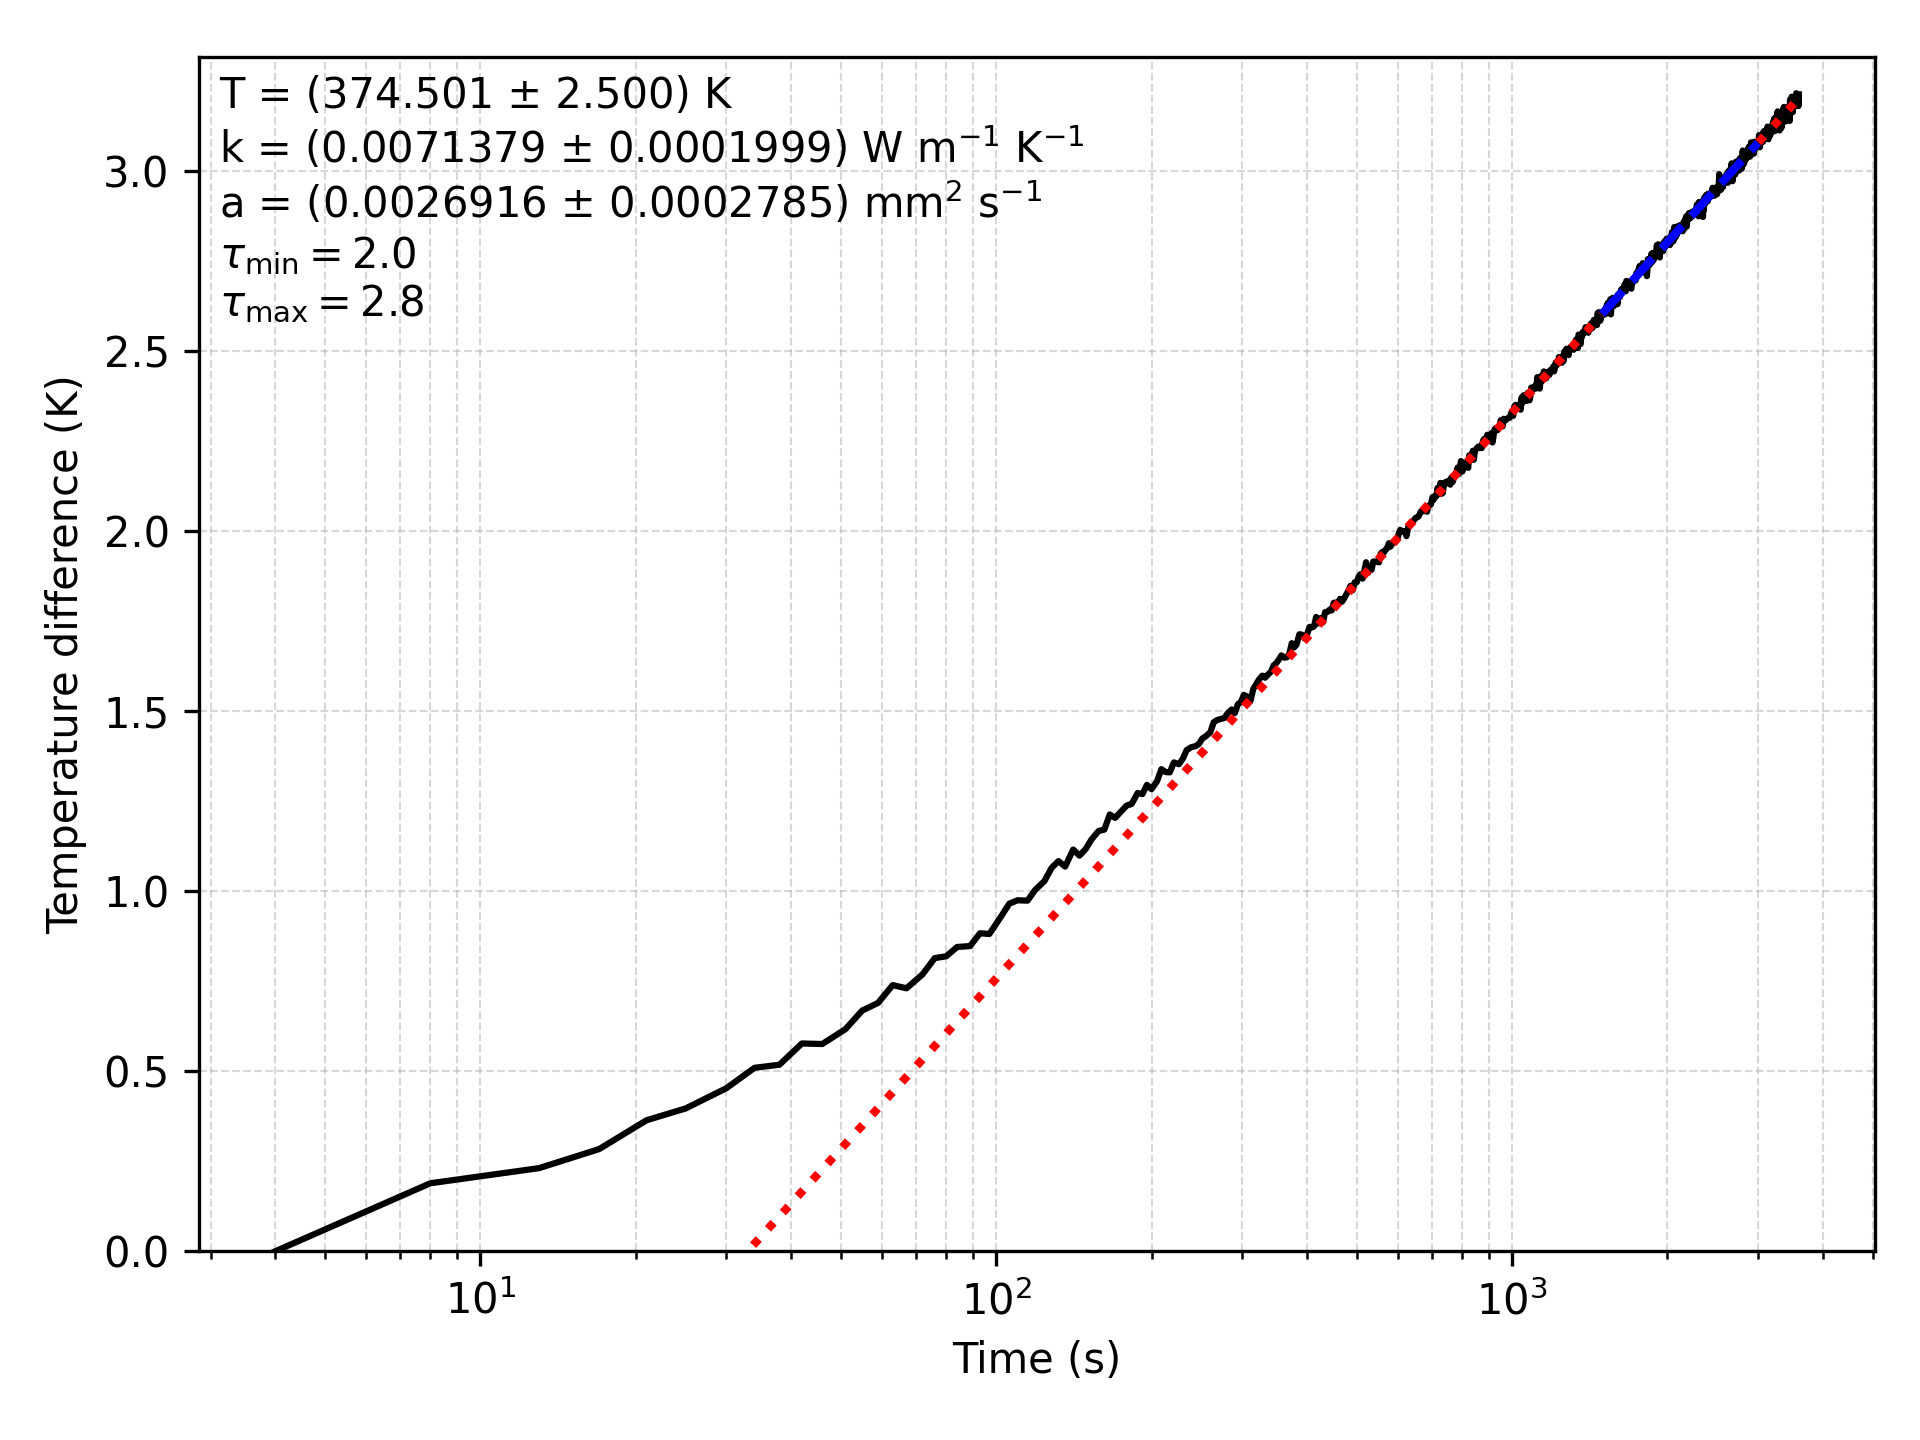 T = (374.501 ± 2.500) K
k = (0.0071379 ± 0.0001999) W m⁻¹ K⁻¹
a = (0.0026916 ± 0.0002785) mm² s⁻¹
τmin = 2.0
τmax = 2.8
3.0
2.5
2.0
1.5
1.0
0.5
0.0
Temperature difference (K)
10¹ 10² 10³
Time (s)